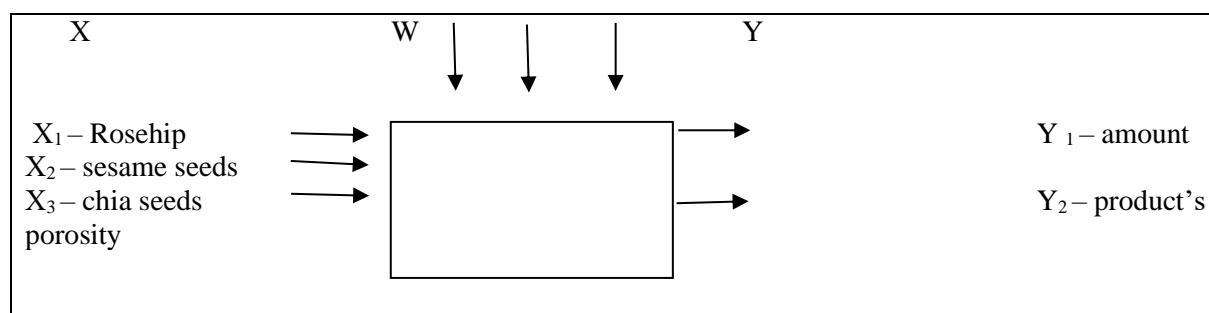 X W Y
X₁ – Rosehip Y ₁ – amount
X₂ – sesame seeds
X₃ – chia seeds Y₂ – product’s
porosity